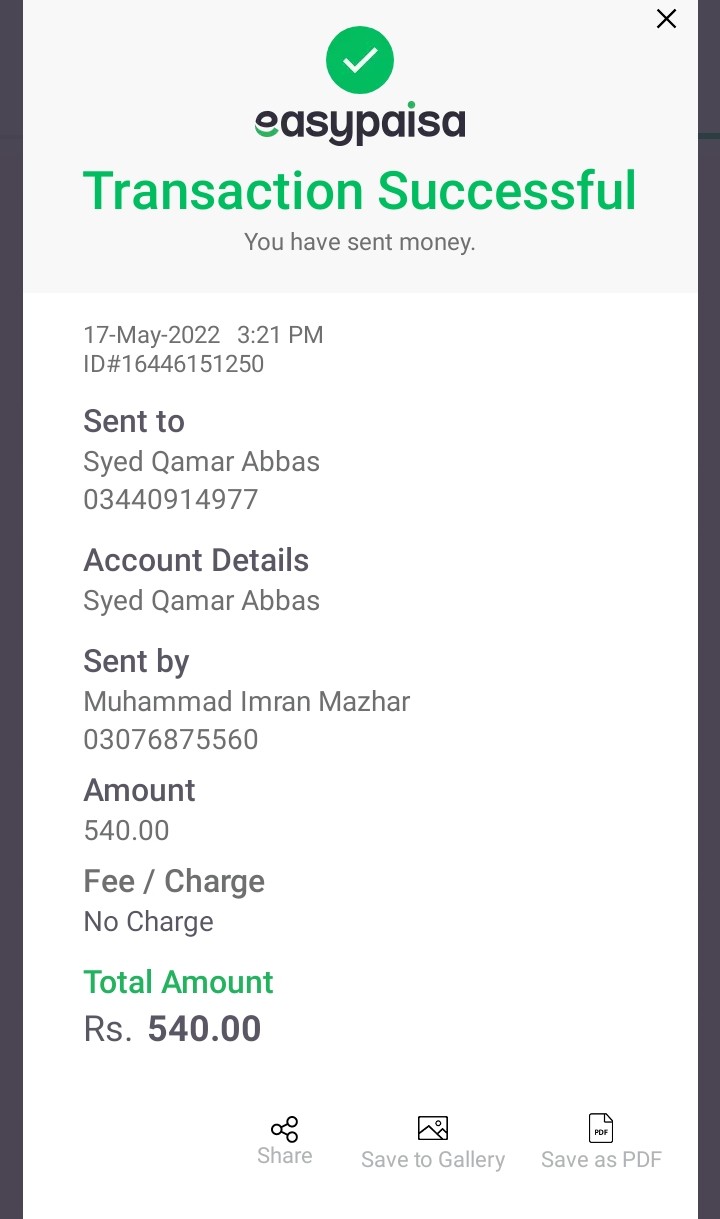 easypaisa
Transaction Successful
You have sent money.
17-May-2022 3:21 PM
ID#16446151250
Sent to
Syed Qamar Abbas
03440914977
Account Details
Syed Qamar Abbas
Sent by
Muhammad Imran Mazhar
03076875560
Amount
540.00
Fee / Charge
No Charge
Total Amount
Rs. 540.00
Share
Save to Gallery
PDF
Save as PDF